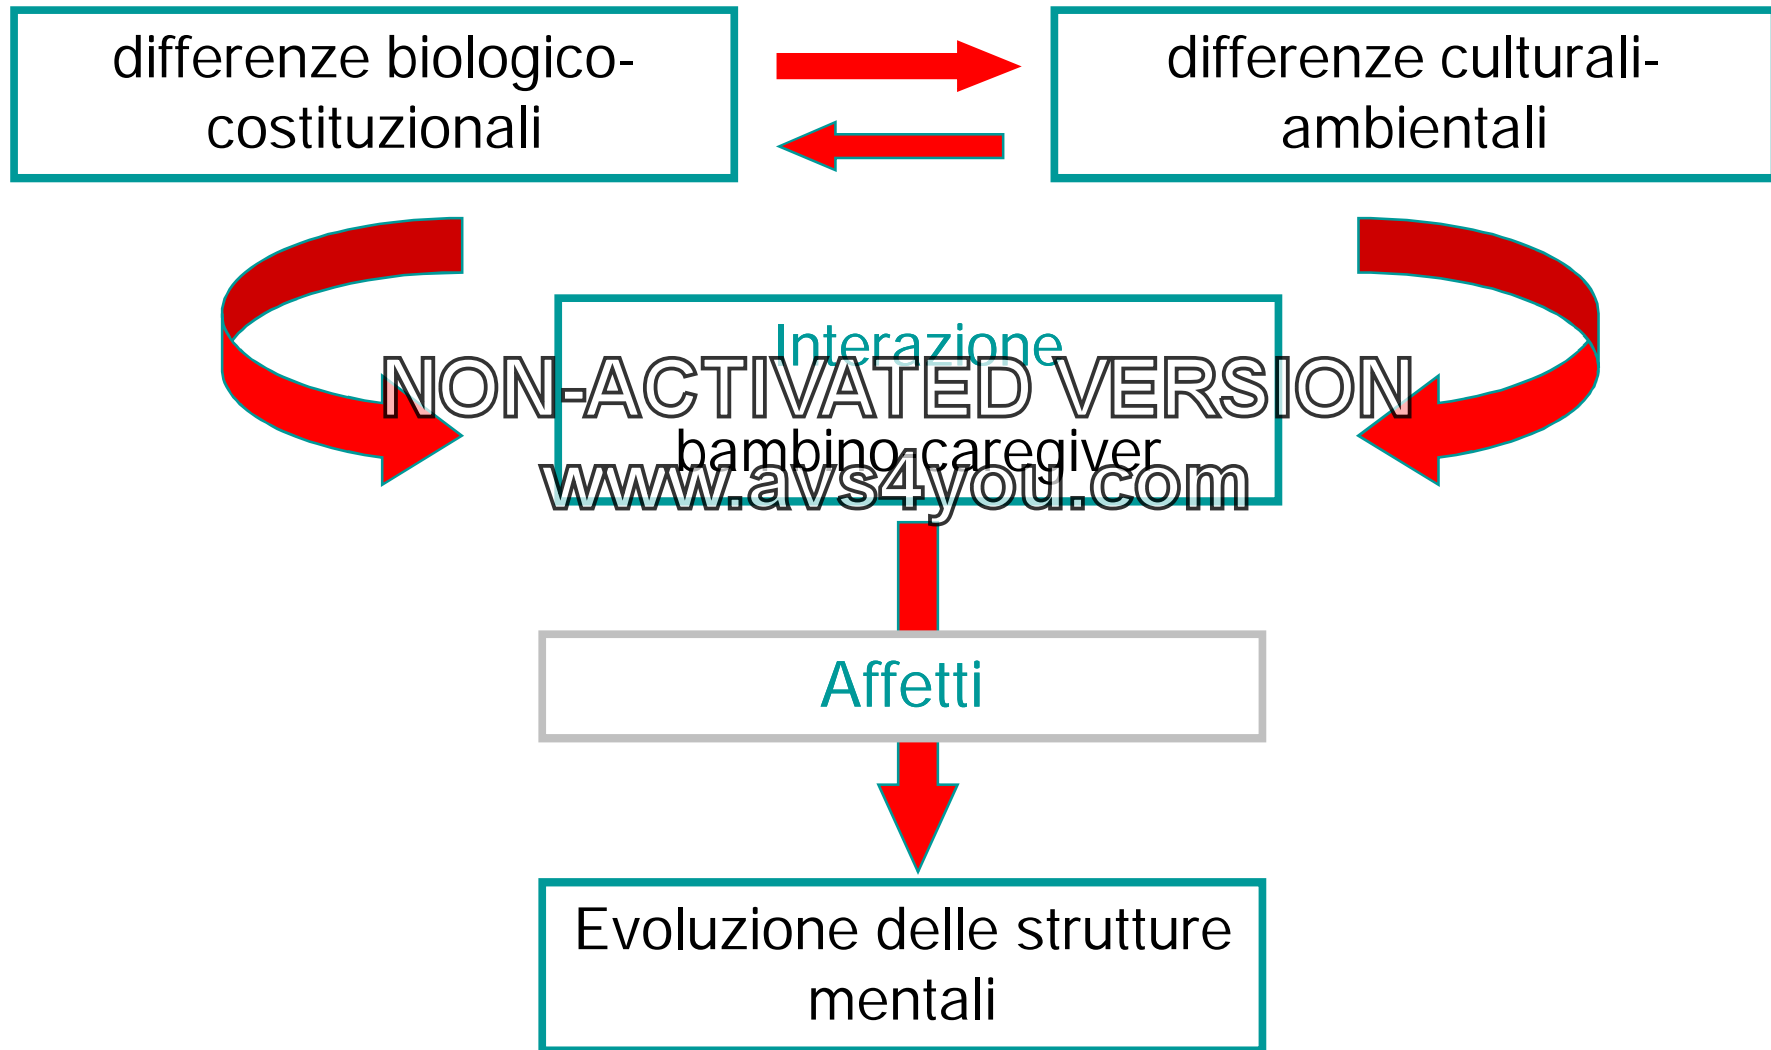 differenze biologico-
costituzionali
differenze culturali-
ambientali
Interazione
NON-ACTIVATED VERSION
bambino-caregiver
www.avs4you.com
Affetti
Evoluzione delle strutture
mentali